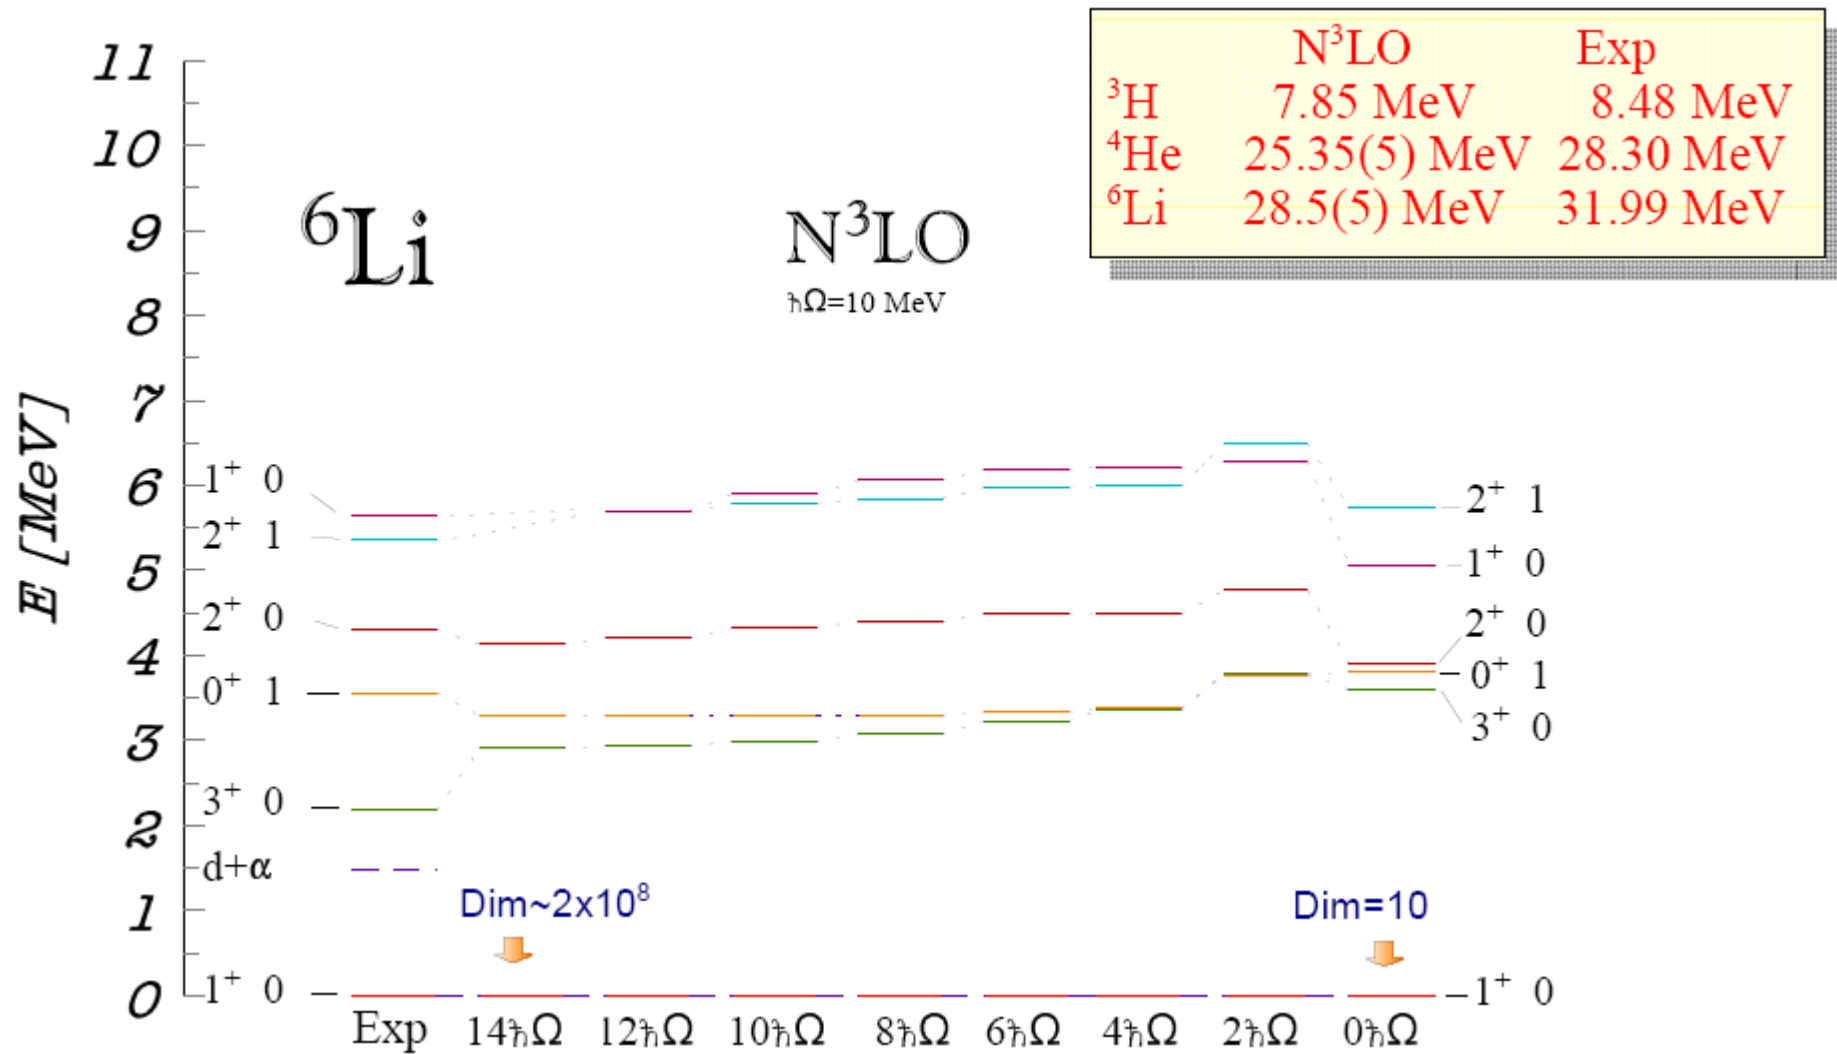 N³LO Exp
³H 7.85 MeV 8.48 MeV
⁴He 25.35(5) MeV 28.30 MeV
⁶Li 28.5(5) MeV 31.99 MeV
⁶Li
N³LO
ħΩ=10 MeV
E [MeV]
11
10
9
8
7
6
5
4
3
2
1
0
1⁺ 0
2⁺ 1
2⁺ 0
0⁺ 1
3⁺ 0
d+α
1⁺ 0
Dim~2x10⁸
Dim=10
2⁺ 1
1⁺ 0
2⁺ 0
0⁺ 1
3⁺ 0
1⁺ 0
Exp 14ħΩ 12ħΩ 10ħΩ 8ħΩ 6ħΩ 4ħΩ 2ħΩ 0ħΩ